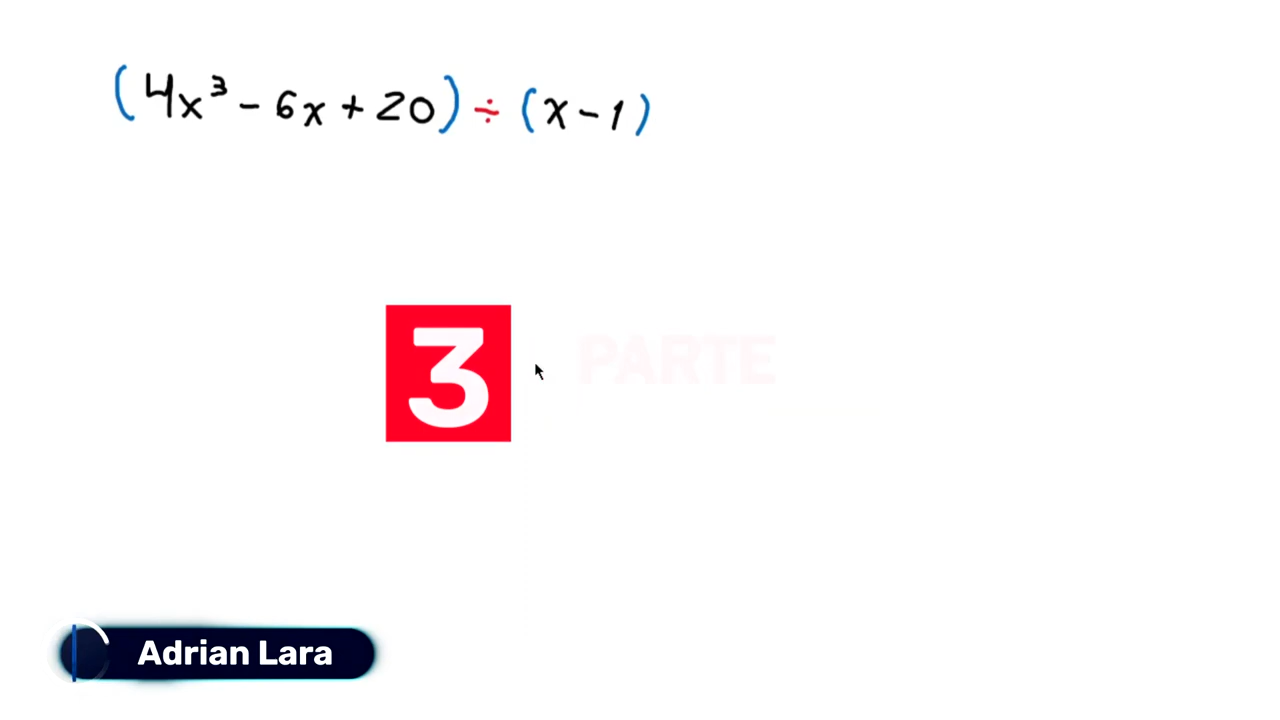 (4x³ - 6x + 20) ÷ (x - 1)
3 PARTE
Adrian Lara